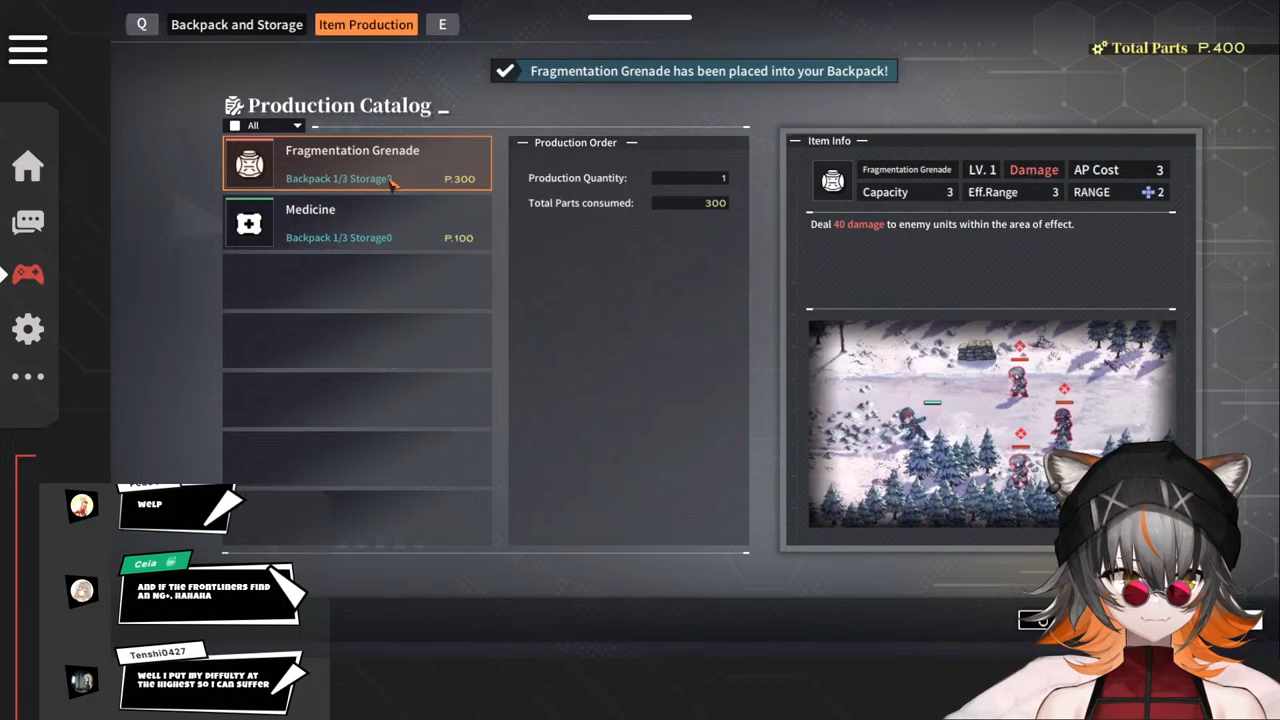 Q
Backpack and Storage
Item Production
E
Total Parts P.400
Fragmentation Grenade has been placed into your Backpack!
Production Catalog
All
Fragmentation Grenade
Backpack 1/3 Storage0
P.300
Medicine
Backpack 1/3 Storage0
P.100
Production Order
Production Quantity: 1
Total Parts consumed: 300
Item Info
Fragmentation Grenade LV. 1 Damage AP Cost 3
Capacity 3 Eff.Range 3 RANGE 2
Deal 40 damage to enemy units within the area of effect.
WELP
Ceia
AND IF THE FRONTLINERS FIND
AN NG+, HAHAHA
Tenshi0427
WELL I PUT MY DIFFULTY AT
THE HIGHEST SO I CAN SUFFER